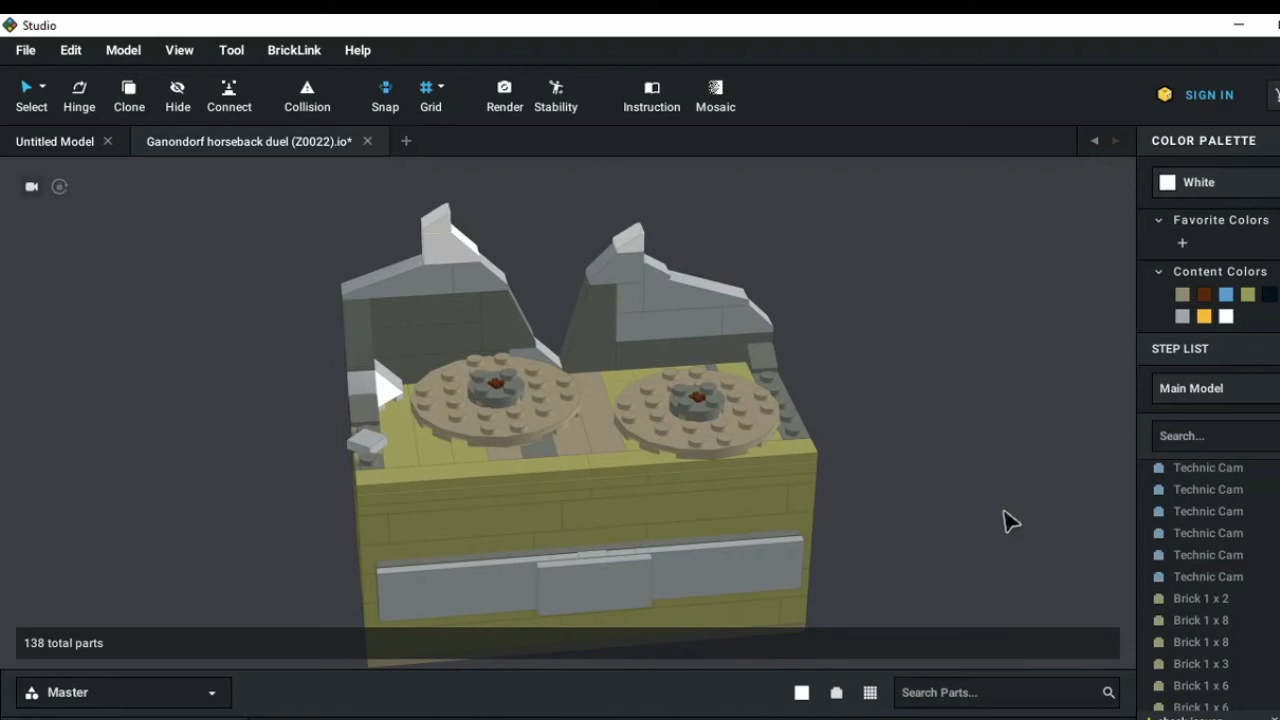 Studio
File Edit Model View Tool BrickLink Help
Select Hinge Clone Hide Connect Collision Snap Grid Render Stability Instruction Mosaic SIGN IN
Untitled Model Ganondorf horseback duel (Z0022).io*
COLOR PALETTE
White
Favorite Colors
Content Colors
STEP LIST
Main Model
Search...
Technic Cam
Technic Cam
Technic Cam
Technic Cam
Technic Cam
Technic Cam
Brick 1 x 2
Brick 1 x 8
Brick 1 x 8
Brick 1 x 3
Brick 1 x 6
Brick 1 x 6
138 total parts
Master Search Parts...